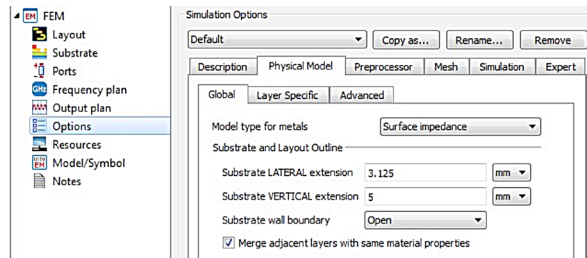 FEM
Layout
Substrate
Ports
GHz Frequency plan
Output plan
Options
Resources
EM Model/Symbol
Notes
Simulation Options
Default Copy as... Rename... Remove
Description Physical Model Preprocessor Mesh Simulation Expert
Global Layer Specific Advanced
Model type for metals Surface impedance
Substrate and Layout Outline
Substrate LATERAL extension 3.125 mm
Substrate VERTICAL extension 5 mm
Substrate wall boundary Open
Merge adjacent layers with same material properties